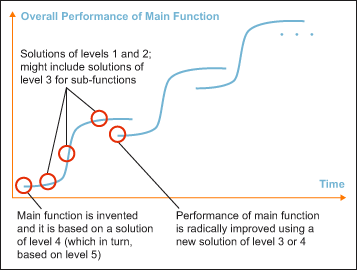 Overall Performance of Main Function
Solutions of levels 1 and 2;
might include solutions of
level 3 for sub-functions
Time
Main function is invented
and it is based on a solution
of level 4 (which in turn,
based on level 5)
Performance of main function
is radically improved using a
new solution of level 3 or 4